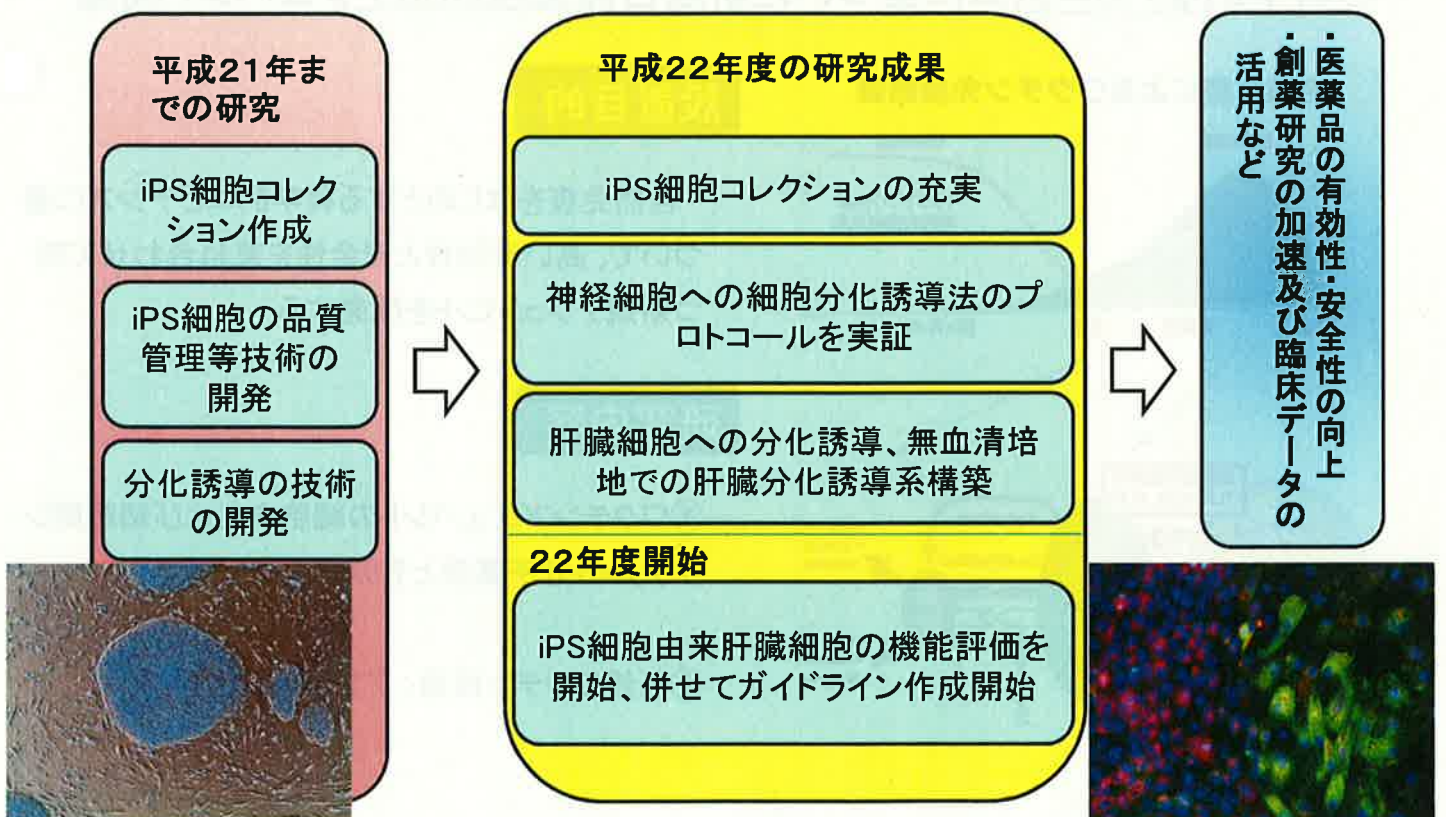 平成21年ま
での研究
iPS細胞コレク
ション作成
iPS細胞の品質
管理等技術の
開発
分化誘導の技術
の開発
平成22年度の研究成果
iPS細胞コレクションの充実
神経細胞への細胞分化誘導法のプ
ロトコールを実証
肝臓細胞への分化誘導、無血清培
地での肝臓分化誘導系構築
22年度開始
iPS細胞由来肝臓細胞の機能評価を
開始、併せてガイドライン作成開始
・医薬品の有効性・安全性の向上
・創薬研究の加速及び臨床データの
活用など